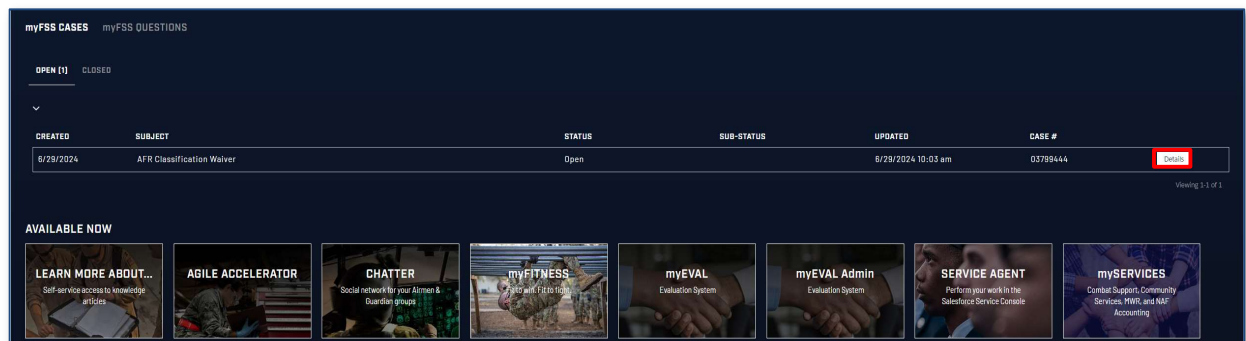 myFSS CASES myFSS QUESTIONS
OPEN [1] CLOSED
CREATED SUBJECT STATUS SUB-STATUS UPDATED CASE #
6/29/2024 AFR Classification Waiver Open 6/29/2024 10:03 am 03799444 Details
Viewing 1-1 of 1
AVAILABLE NOW
LEARN MORE ABOUT...
Self-service access to knowledge
articles
AGILE ACCELERATOR
CHATTER
Social network for your Airmen &
Guardian groups
myFITNESS
Fit to win. Fit to fight.
myEVAL
Evaluation System
myEVAL Admin
Evaluation System
SERVICE AGENT
Perform your work in the
Salesforce Service Console
mySERVICES
Combat Support, Community
Services, MWR, and NAF
Accounting